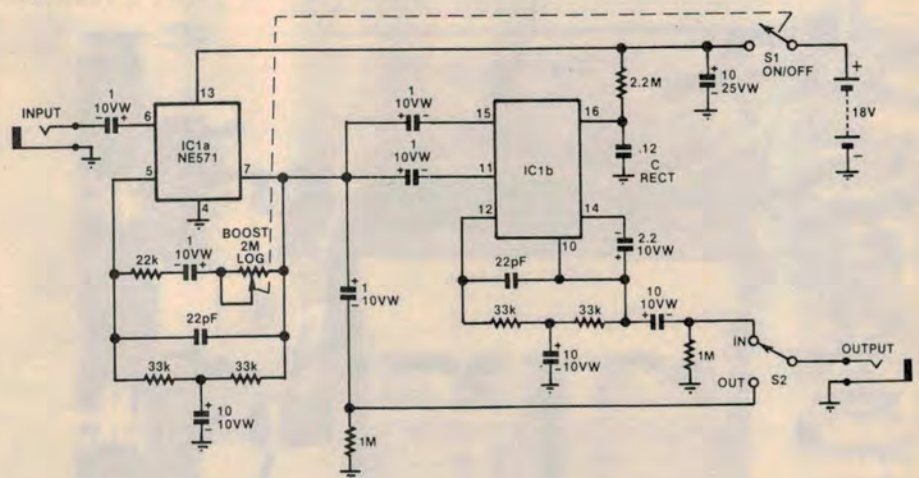 INPUT
1
10VW
-
+
6
13
IC1a
NE571
5
7
4
BOOST
2M
LOG
22k
1
10VW
-
+
22pF
33k
33k
+
10
-
10VW
1
10VW
+
-
15
1
10VW
+
-
11
+
1
-
10VW
1M
IC1b
16
12
14
10
2.2M
.12
C
RECT
+
10
-
25VW
S1
ON/OFF
+
18V
-
-
2.2
+
10VW
22pF
33k
33k
+
10
-
10VW
10
10VW
+
-
1M
IN
OUT
S2
OUTPUT